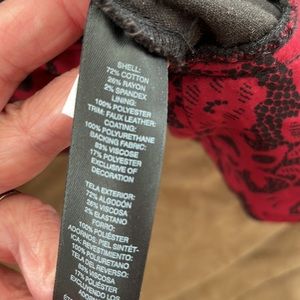 SHELL:
72% COTTON
26% RAYON
2% SPANDEX
LINING:
100% POLYESTER
TRIM: FAUX LEATHER:
COATING:
100% POLYURETHANE
BACKING FABRIC:
83% VISCOSE
17% POLYESTER
EXCLUSIVE OF
DECORATION
TELA EXTERIOR:
72% ALGODÓN
26% VISCOSA
2% ELASTANO
FORRO:
100% POLIÉSTER
ADORNOS: PIEL SINTÉT-
ICA: REVESTIMIENTO:
100% POLIURETANO
TELA DEL REVERSO:
83% VISCOSA
17% POLIÉSTER
EXCLUYENDO LOS
ADORNOS